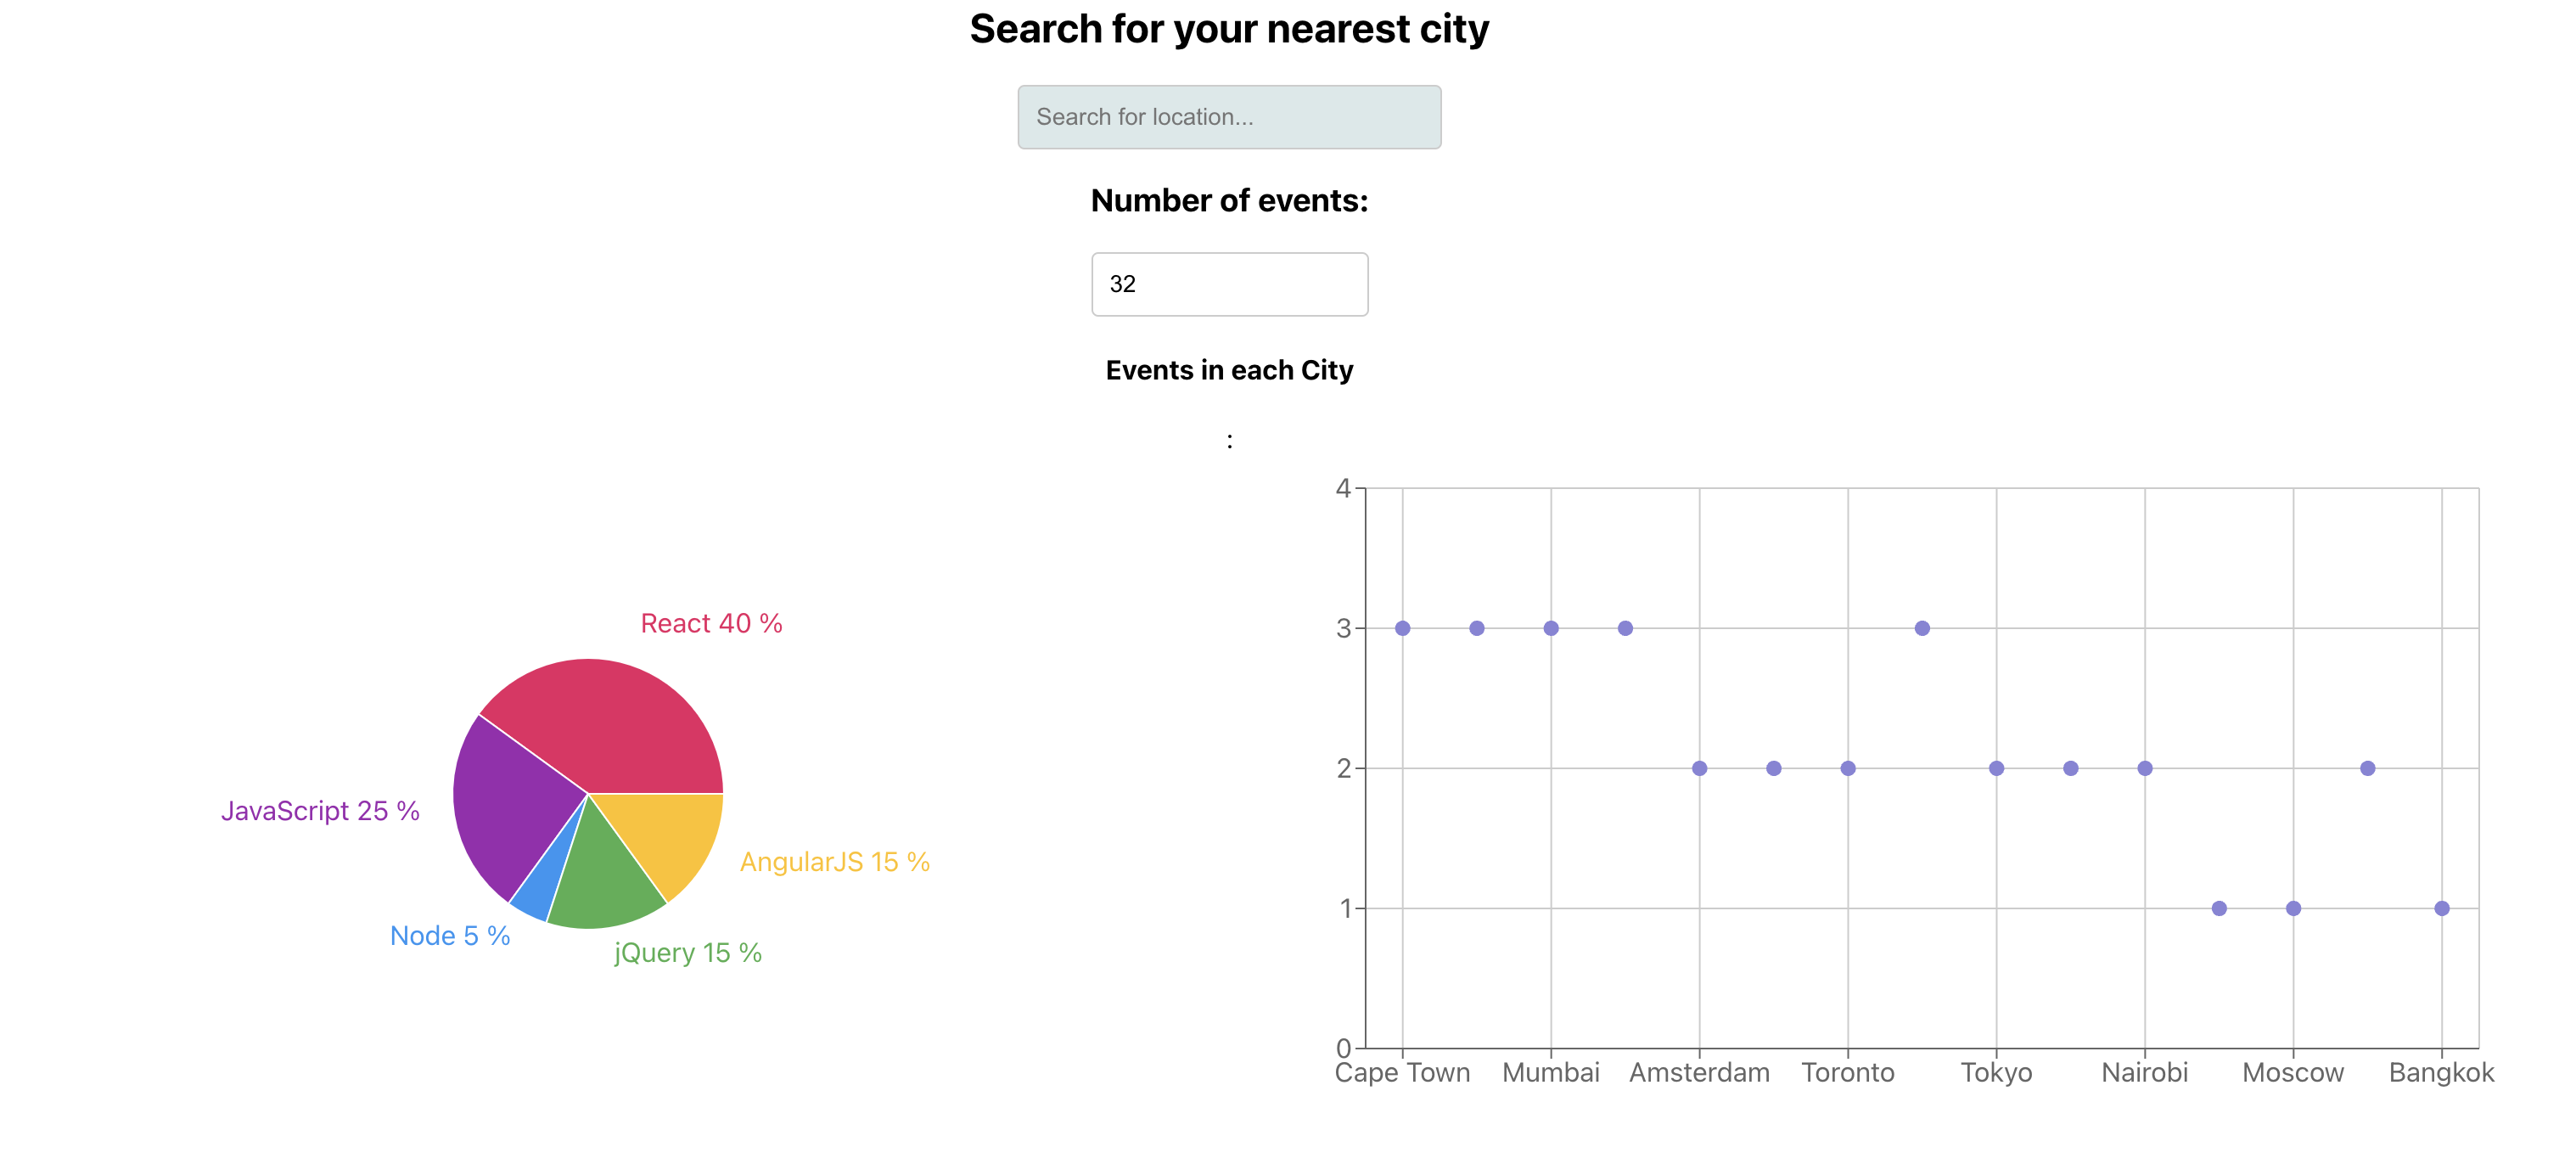 Search for your nearest city
Search for location...
Number of events:
32
Events in each City
:
React 40 %
JavaScript 25 %
AngularJS 15 %
Node 5 %
jQuery 15 %
4
3
2
1
0
Cape Town Mumbai Amsterdam Toronto Tokyo Nairobi Moscow Bangkok